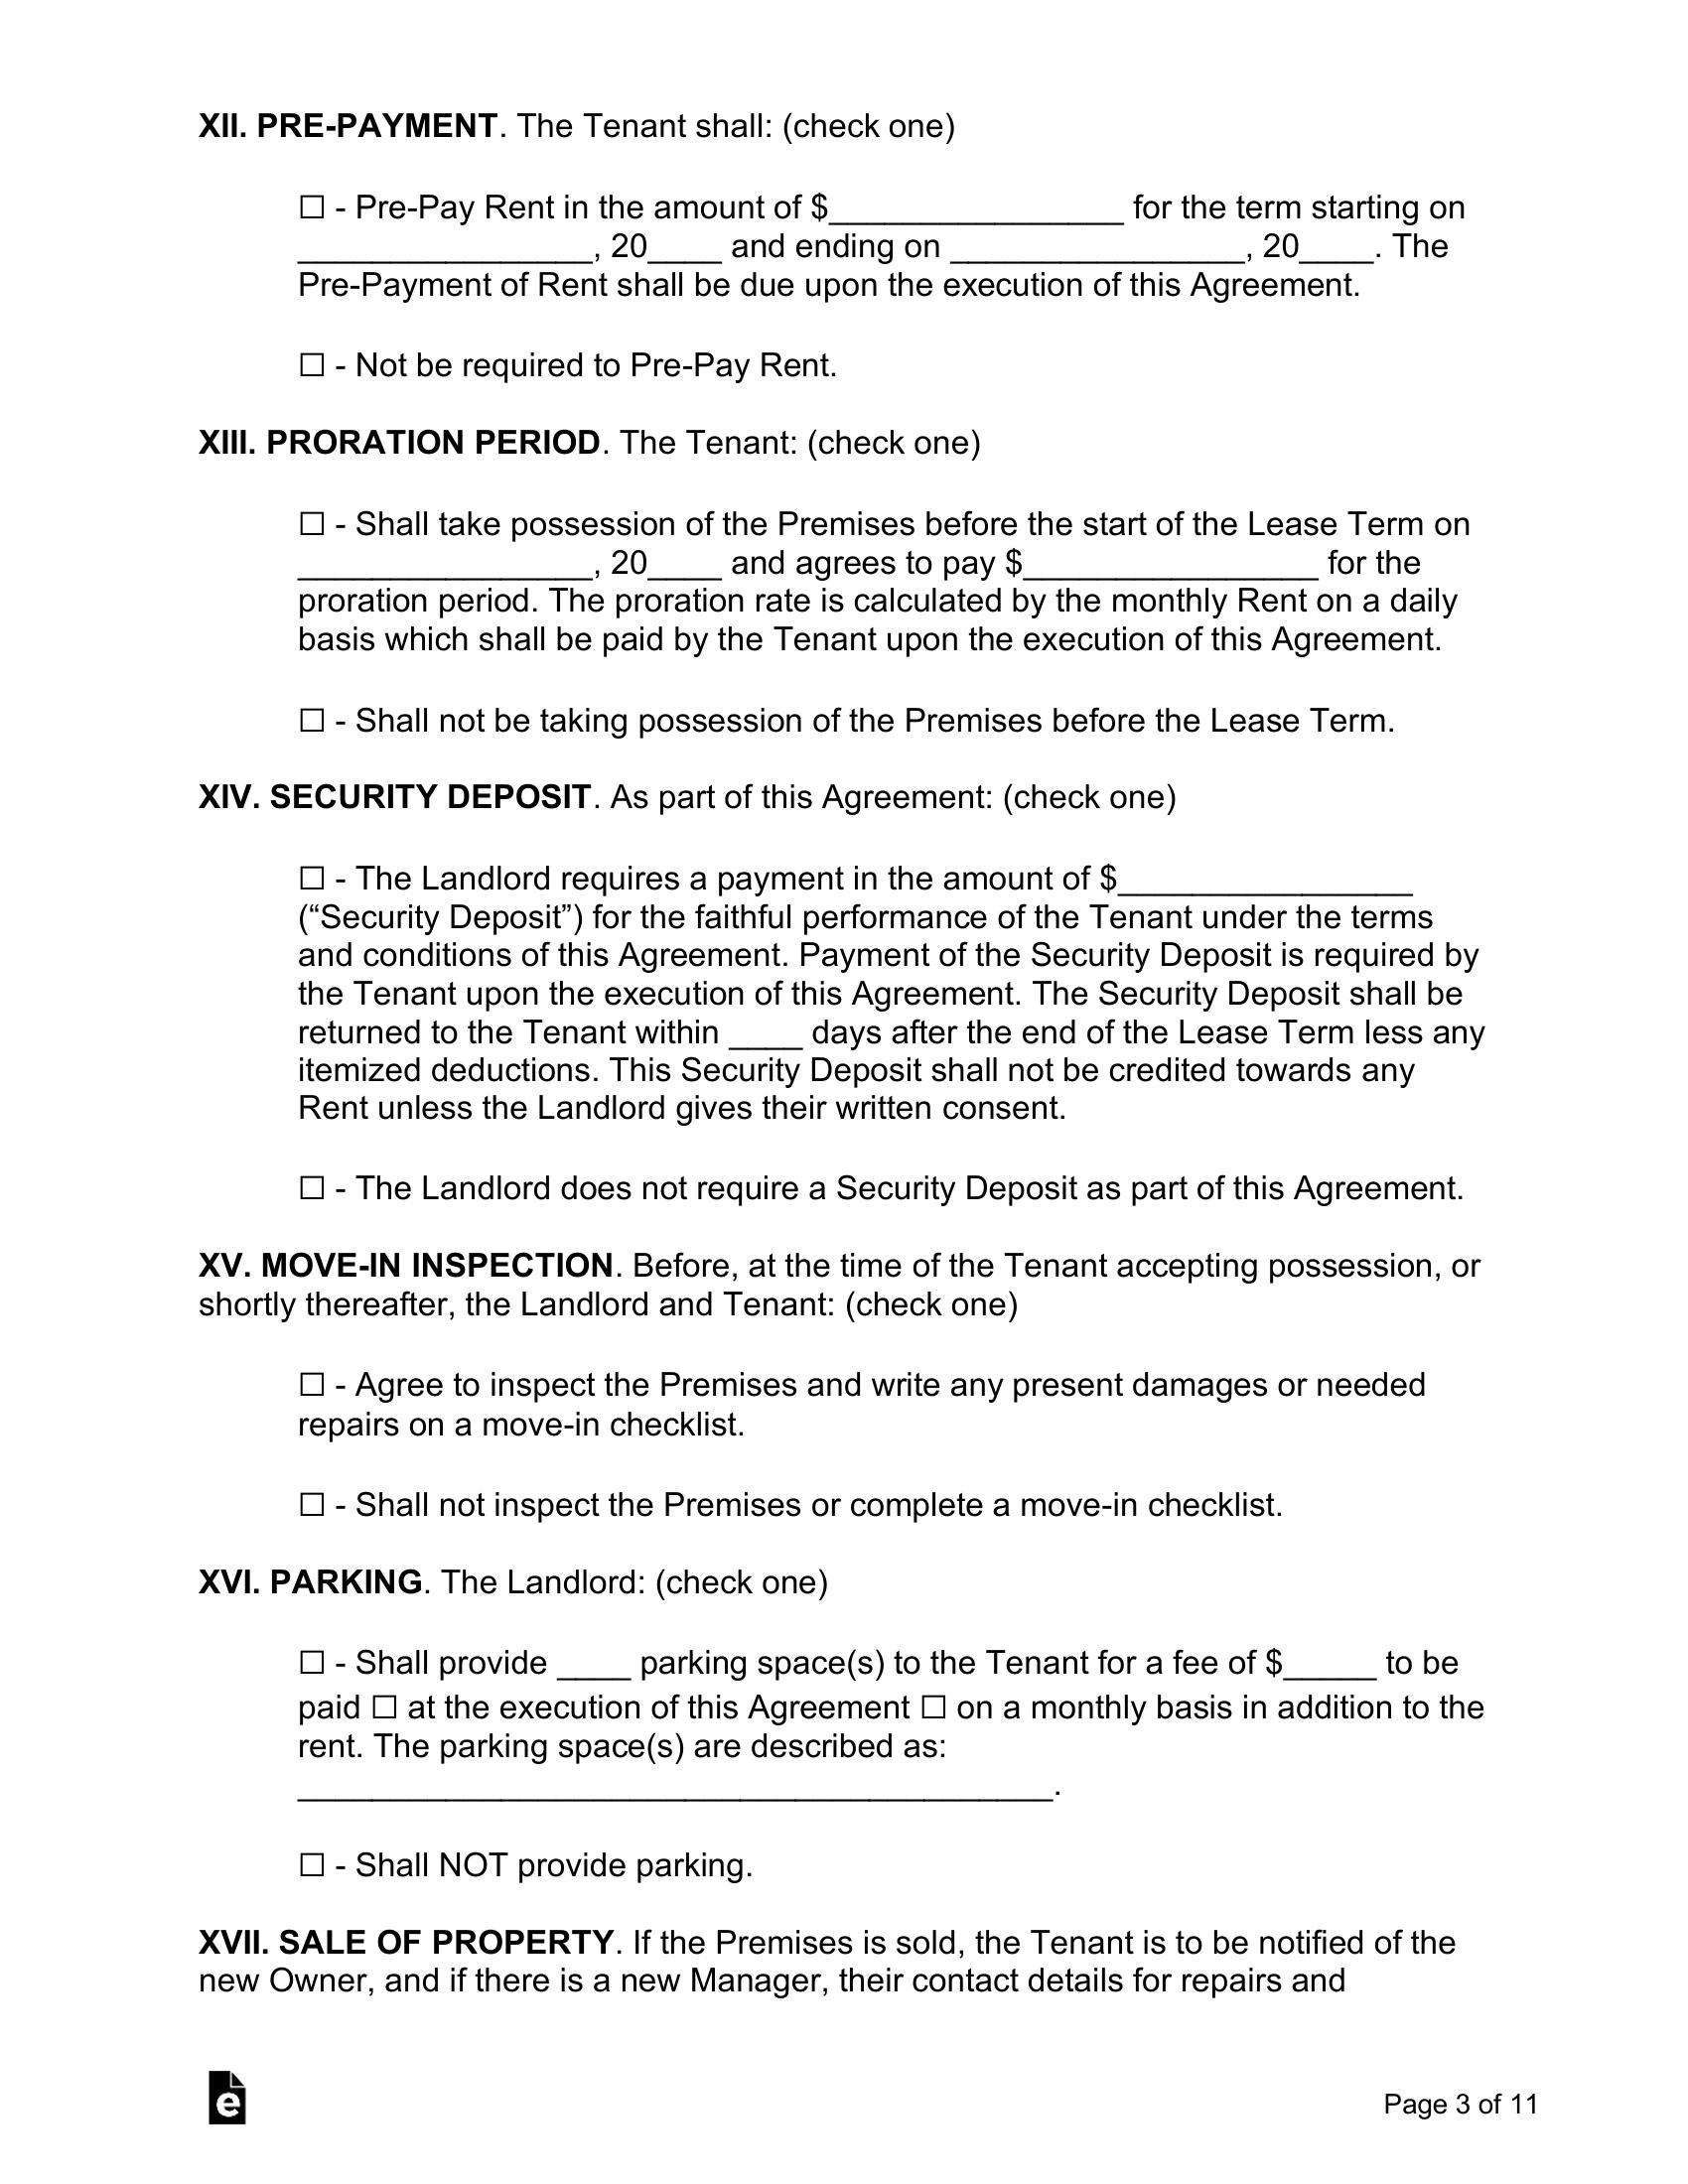 XII. PRE-PAYMENT. The Tenant shall: (check one)
☐ - Pre-Pay Rent in the amount of $________________ for the term starting on
________________, 20____ and ending on ________________, 20____. The
Pre-Payment of Rent shall be due upon the execution of this Agreement.
☐ - Not be required to Pre-Pay Rent.
XIII. PRORATION PERIOD. The Tenant: (check one)
☐ - Shall take possession of the Premises before the start of the Lease Term on
________________, 20____ and agrees to pay $________________ for the
proration period. The proration rate is calculated by the monthly Rent on a daily
basis which shall be paid by the Tenant upon the execution of this Agreement.
☐ - Shall not be taking possession of the Premises before the Lease Term.
XIV. SECURITY DEPOSIT. As part of this Agreement: (check one)
☐ - The Landlord requires a payment in the amount of $________________
(“Security Deposit”) for the faithful performance of the Tenant under the terms
and conditions of this Agreement. Payment of the Security Deposit is required by
the Tenant upon the execution of this Agreement. The Security Deposit shall be
returned to the Tenant within ____ days after the end of the Lease Term less any
itemized deductions. This Security Deposit shall not be credited towards any
Rent unless the Landlord gives their written consent.
☐ - The Landlord does not require a Security Deposit as part of this Agreement.
XV. MOVE-IN INSPECTION. Before, at the time of the Tenant accepting possession, or
shortly thereafter, the Landlord and Tenant: (check one)
☐ - Agree to inspect the Premises and write any present damages or needed
repairs on a move-in checklist.
☐ - Shall not inspect the Premises or complete a move-in checklist.
XVI. PARKING. The Landlord: (check one)
☐ - Shall provide ____ parking space(s) to the Tenant for a fee of $_____ to be
paid ☐ at the execution of this Agreement ☐ on a monthly basis in addition to the
rent. The parking space(s) are described as:
_________________________________________.
☐ - Shall NOT provide parking.
XVII. SALE OF PROPERTY. If the Premises is sold, the Tenant is to be notified of the
new Owner, and if there is a new Manager, their contact details for repairs and
e
Page 3 of 11